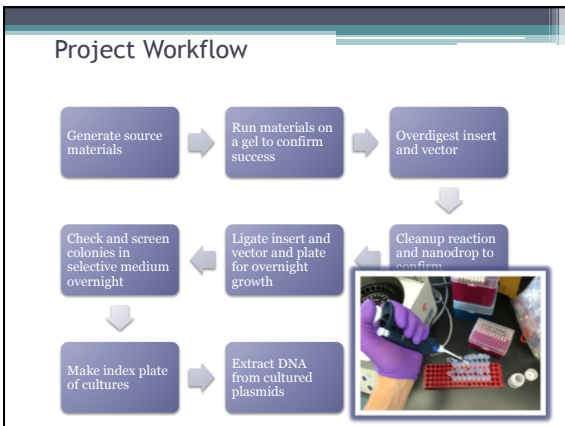 Project Workflow
Generate source
materials
Run materials on
a gel to confirm
success
Overdigest insert
and vector
Cleanup reaction
and nanodrop to
confirm
Ligate insert and
vector and plate
for overnight
growth
Check and screen
colonies in
selective medium
overnight
Make index plate
of cultures
Extract DNA
from cultured
plasmids